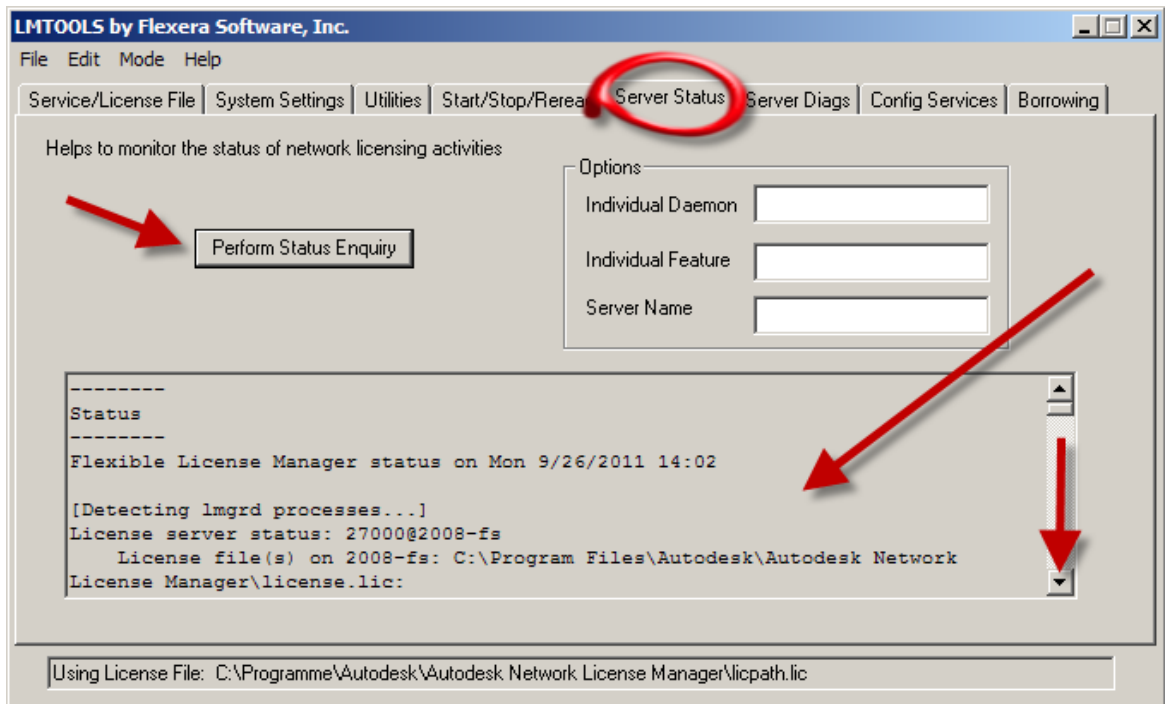 LMTOOLS by Flexera Software, Inc.
File Edit Mode Help
Service/License File System Settings Utilities Start/Stop/Rerea Server Status Server Diags Config Services Borrowing
Helps to monitor the status of network licensing activities
Options
Individual Daemon
Perform Status Enquiry
Individual Feature
Server Name
--------
Status
--------
Flexible License Manager status on Mon 9/26/2011 14:02
[Detecting lmgrd processes...]
License server status: 27000@2008-fs
License file(s) on 2008-fs: C:\Program Files\Autodesk\Autodesk Network
License Manager\license.lic:
Using License File: C:\Programme\Autodesk\Autodesk Network License Manager\licpath.lic